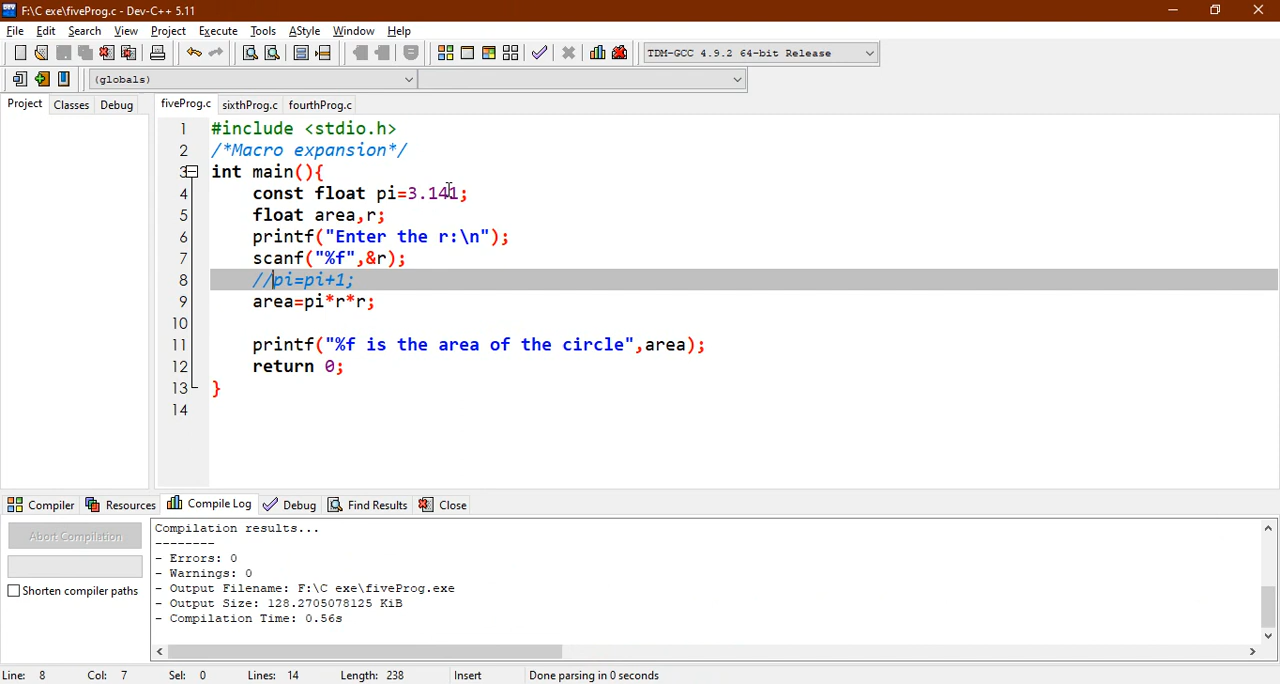 F:\C exe\fiveProg.c - Dev-C++ 5.11
File Edit Search View Project Execute Tools AStyle Window Help
TDM-GCC 4.9.2 64-bit Release
(globals)
Project Classes Debug fiveProg.c sixthProg.c fourthProg.c
1 #include <stdio.h>
2 /*Macro expansion*/
3 int main(){
4 const float pi=3.141;
5 float area,r;
6 printf("Enter the r:\n");
7 scanf("%f",&r);
8 //pi=pi+1;
9 area=pi*r*r;
10
11 printf("%f is the area of the circle",area);
12 return 0;
13 }
14
Compiler Resources Compile Log Debug Find Results Close
Abort Compilation
Shorten compiler paths
Compilation results...
--------
- Errors: 0
- Warnings: 0
- Output Filename: F:\C exe\fiveProg.exe
- Output Size: 128.2705078125 KiB
- Compilation Time: 0.56s
Line: 8 Col: 7 Sel: 0 Lines: 14 Length: 238 Insert Done parsing in 0 seconds